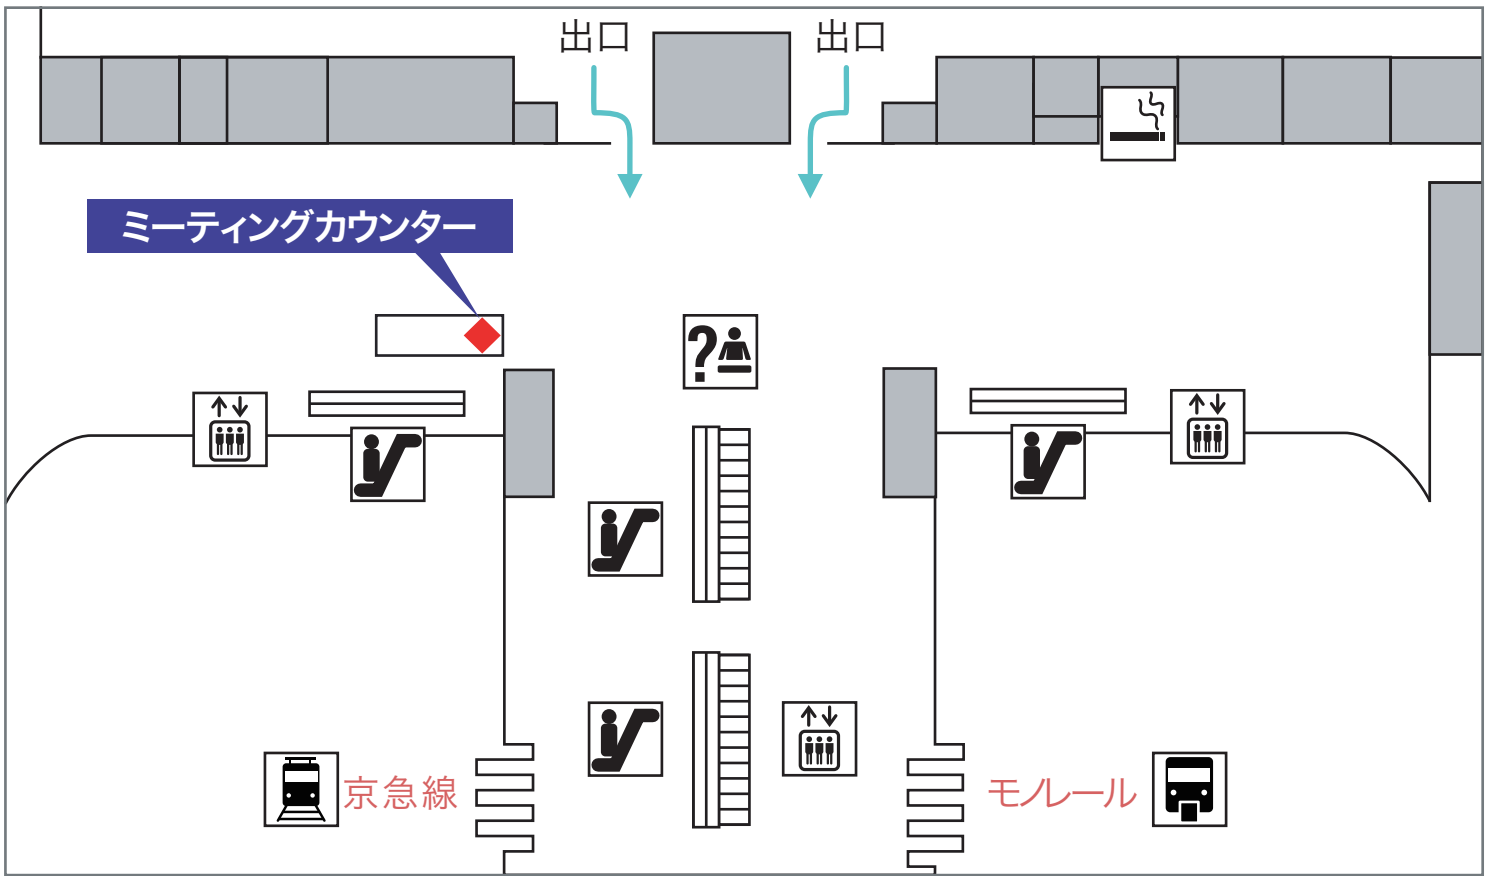 出口
出口
ミーティングカウンター
?
京急線
モノレール